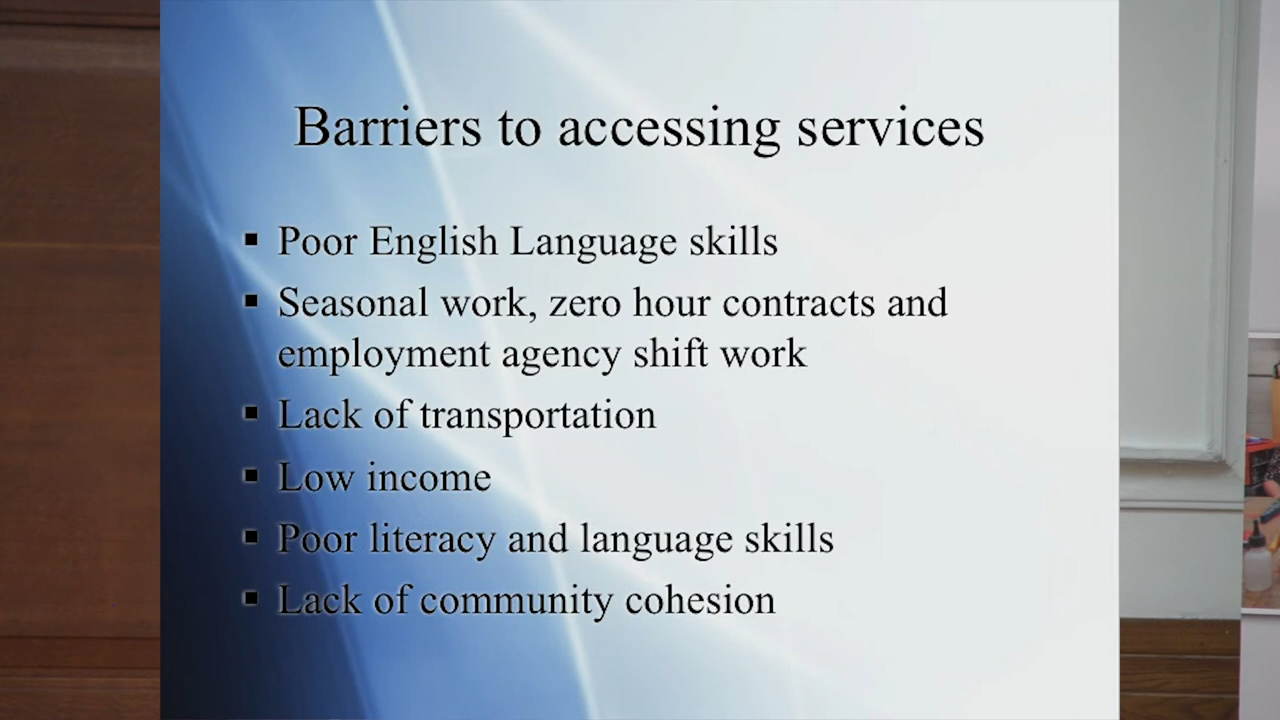 Barriers to accessing services
▪ Poor English Language skills
▪ Seasonal work, zero hour contracts and
employment agency shift work
▪ Lack of transportation
▪ Low income
▪ Poor literacy and language skills
▪ Lack of community cohesion